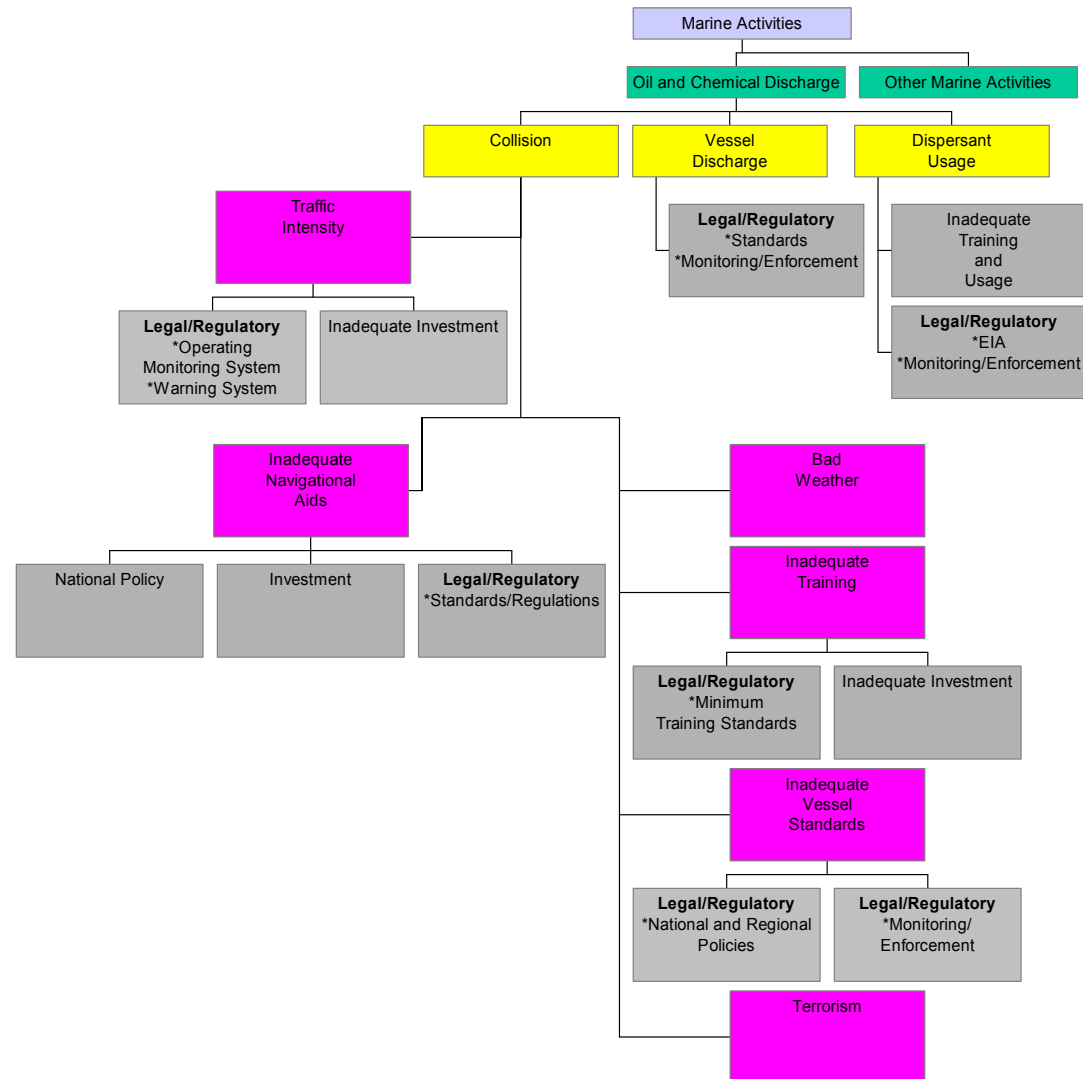 Marine Activities
Oil and Chemical Discharge
Other Marine Activities
Collision
Vessel
Discharge
Dispersant
Usage
Traffic
Intensity
Legal/Regulatory
*Standards
*Monitoring/Enforcement
Inadequate
Training
and
Usage
Legal/Regulatory
*Operating
Monitoring System
*Warning System
Inadequate Investment
Legal/Regulatory
*EIA
*Monitoring/Enforcement
Inadequate
Navigational
Aids
Bad
Weather
National Policy
Investment
Legal/Regulatory
*Standards/Regulations
Inadequate
Training
Legal/Regulatory
*Minimum
Training Standards
Inadequate Investment
Inadequate
Vessel
Standards
Legal/Regulatory
*National and Regional
Policies
Legal/Regulatory
*Monitoring/
Enforcement
Terrorism